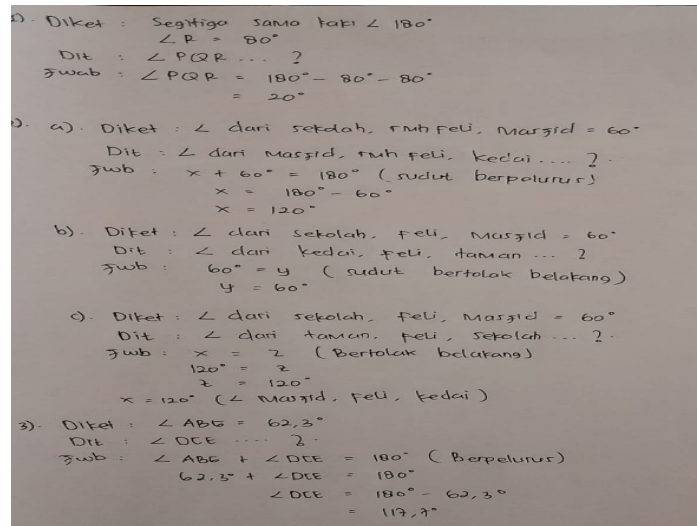 1). Diket : Segitiga sama kaki ∠ 180°
∠ R = 80°
Dit : ∠ PQR ... ?
Jwab : ∠ PQR = 180° - 80° - 80°
= 20°
2). a). Diket : ∠ dari sekolah, rmh Feli, Masjid = 60°
Dit : ∠ dari Masjid, rmh Feli, kedai .... ?
Jwb : x + 60° = 180° ( sudut berpelurus )
x = 180° - 60°
x = 120°
b). Diket : ∠ dari sekolah, Feli, Masjid = 60°
Dit : ∠ dari kedai, Feli, taman ... ?
Jwb : 60° = y ( sudut bertolak belakang )
y = 60°
c). Diket : ∠ dari sekolah, Feli, Masjid = 60°
Dit : ∠ dari taman, Feli, sekolah ... ?
Jwb : x = z ( Bertolak belakang )
120° = z
z = 120°
x = 120° ( ∠ Masjid, Feli, kedai )
3). Diket : ∠ ABG = 62,3°
Dit : ∠ DCE .... ?
Jwb : ∠ ABG + ∠ DCE = 180° ( Berpelurus )
62,3° + ∠ DCE = 180°
∠ DCE = 180° - 62,3°
= 117,7°